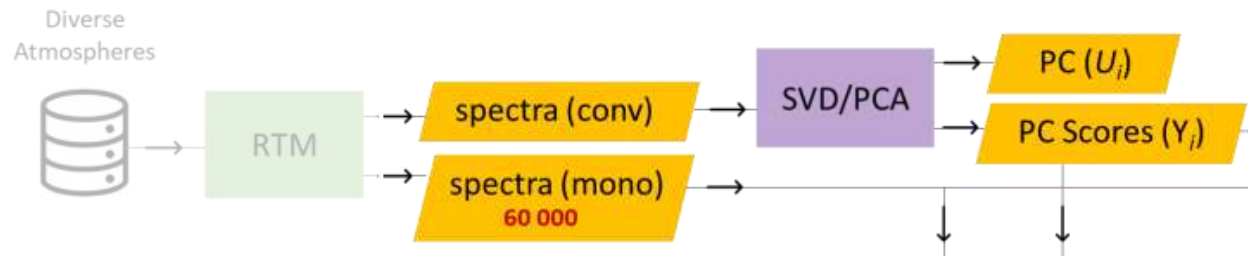 Diverse
Atmospheres
RTM
spectra (conv)
spectra (mono)
60 000
SVD/PCA
PC (Uᵢ)
PC Scores (Yᵢ)